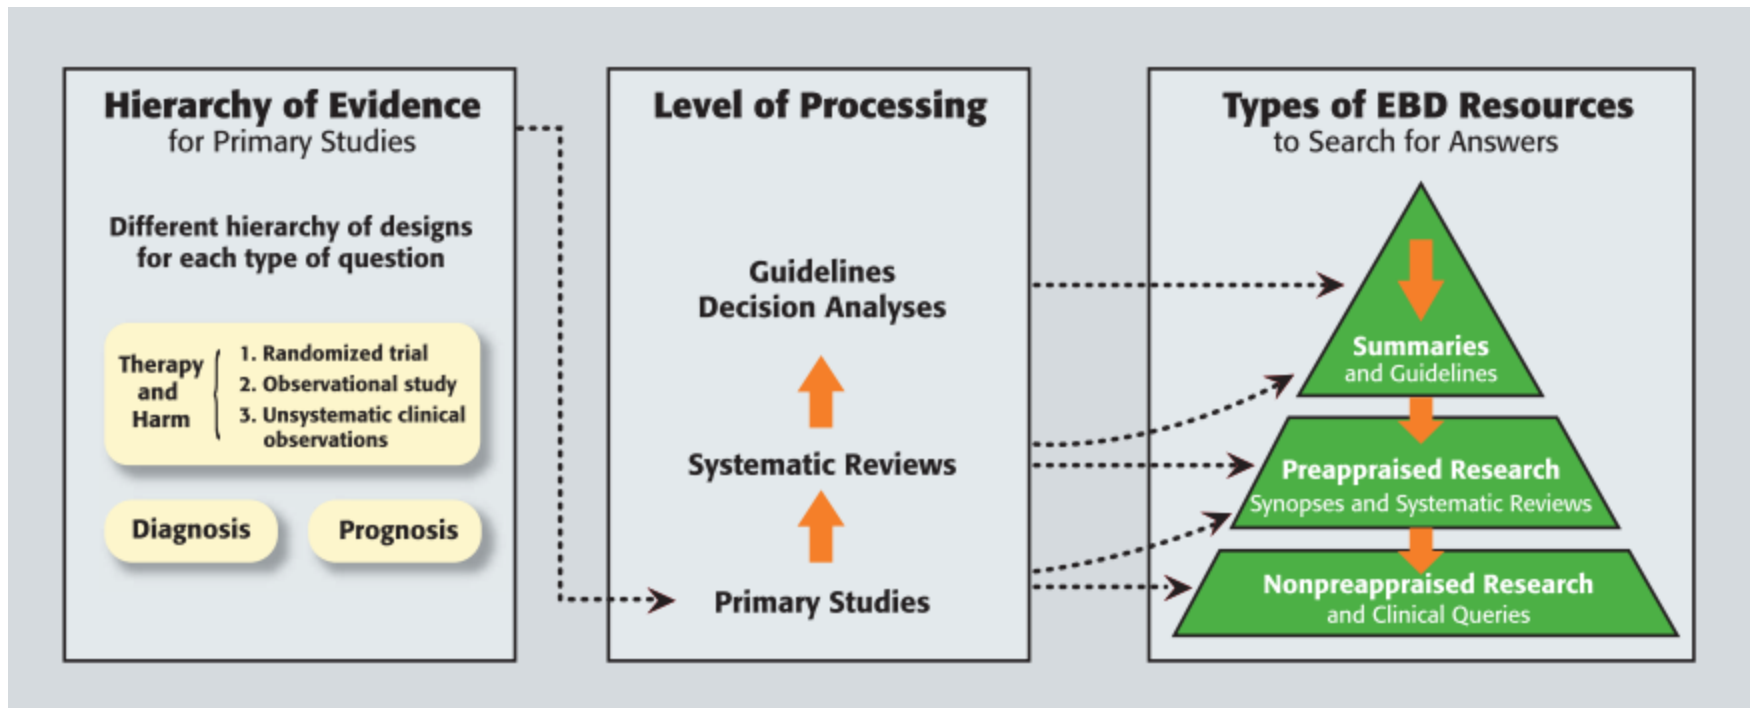 Hierarchy of Evidence
for Primary Studies
Different hierarchy of designs
for each type of question
Therapy
and
Harm
1. Randomized trial
2. Observational study
3. Unsystematic clinical
observations
Diagnosis
Prognosis
Level of Processing
Guidelines
Decision Analyses
Systematic Reviews
Primary Studies
Types of EBD Resources
to Search for Answers
Summaries
and Guidelines
Preappraised Research
Synopses and Systematic Reviews
Nonpreappraised Research
and Clinical Queries